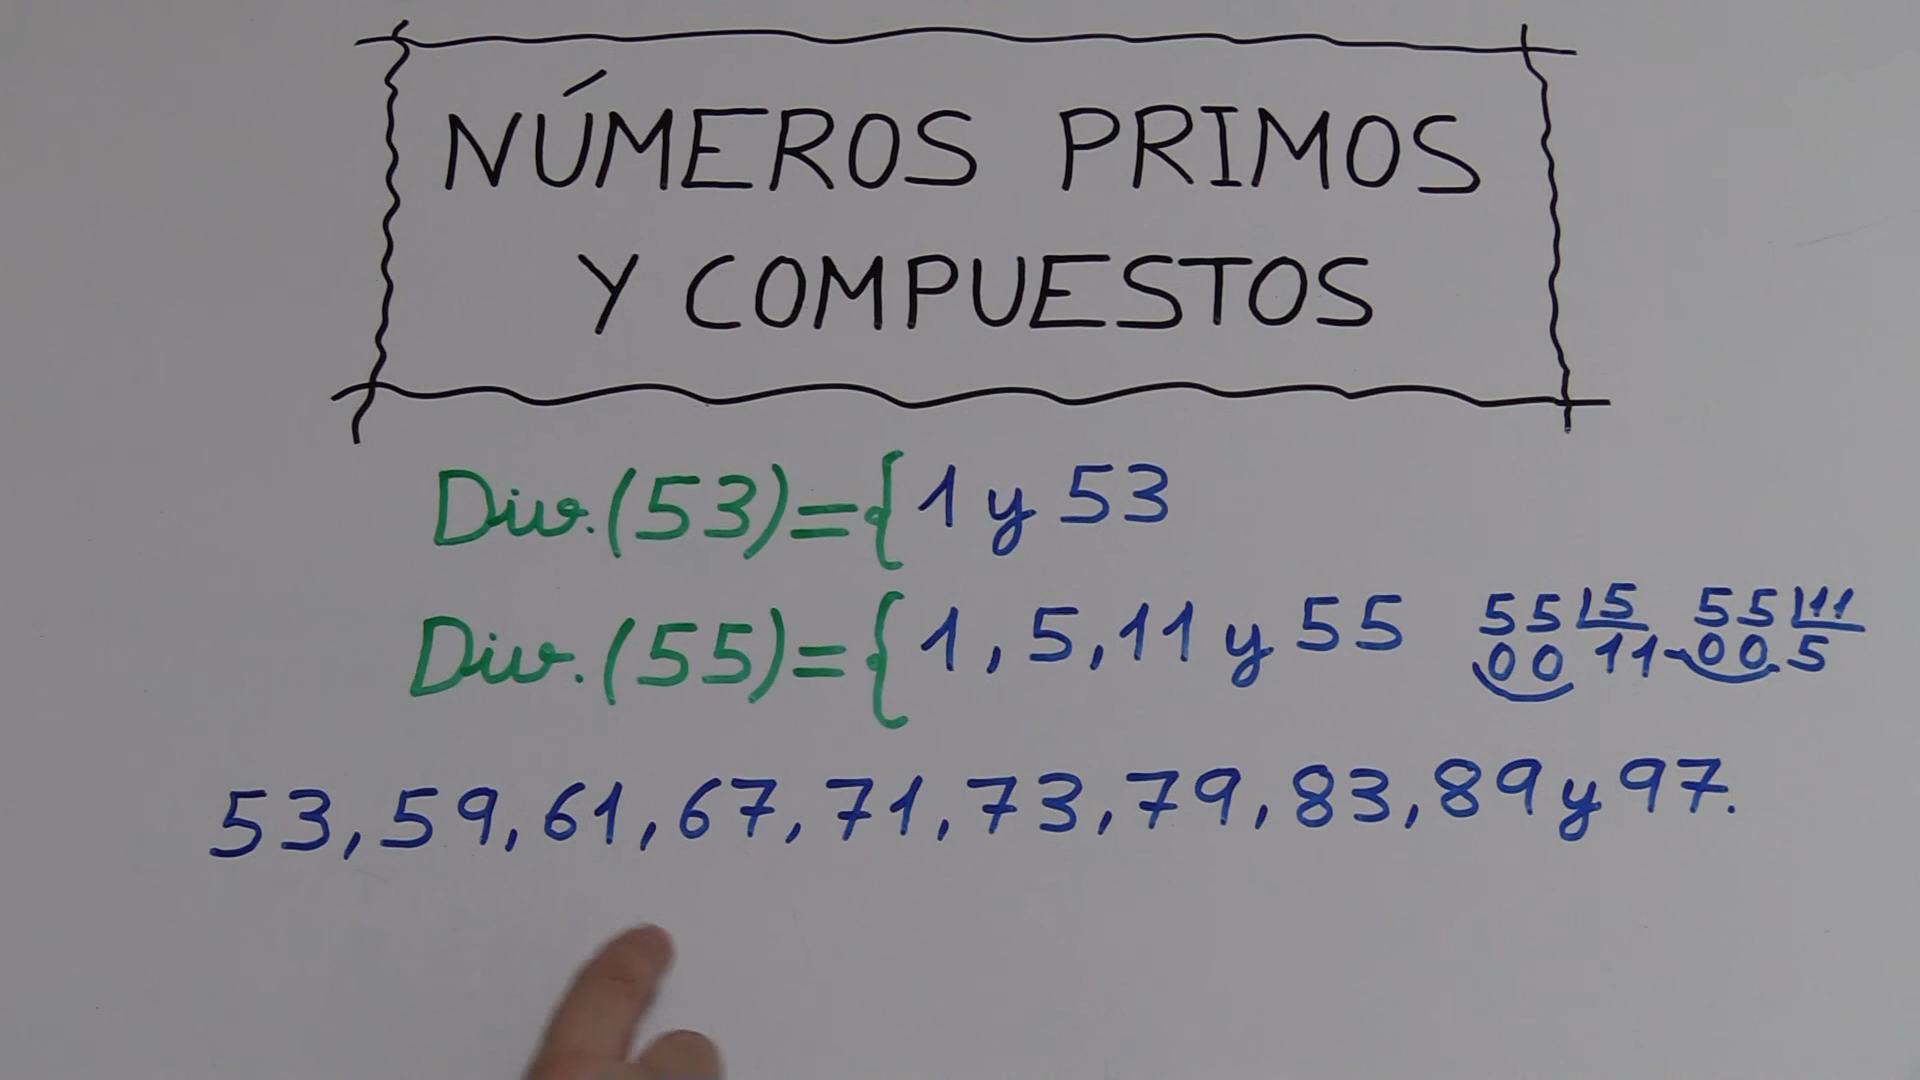 NÚMEROS PRIMOS
Y COMPUESTOS
Div.(53)={ 1 y 53
Div.(55)={ 1, 5, 11 y 55
55 |5 55 |11
00 11 00 5
53, 59, 61, 67, 71, 73, 79, 83, 89 y 97.